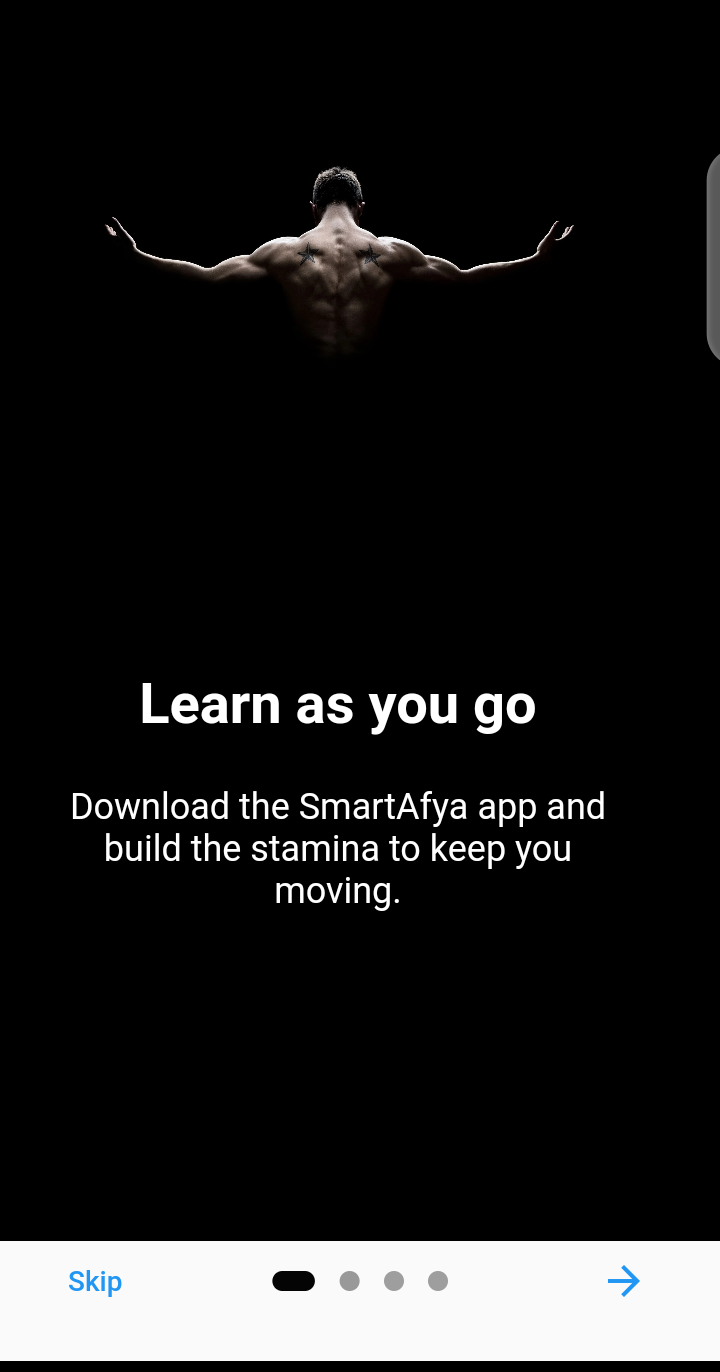 Learn as you go
Download the SmartAfya app and
build the stamina to keep you
moving.
Skip